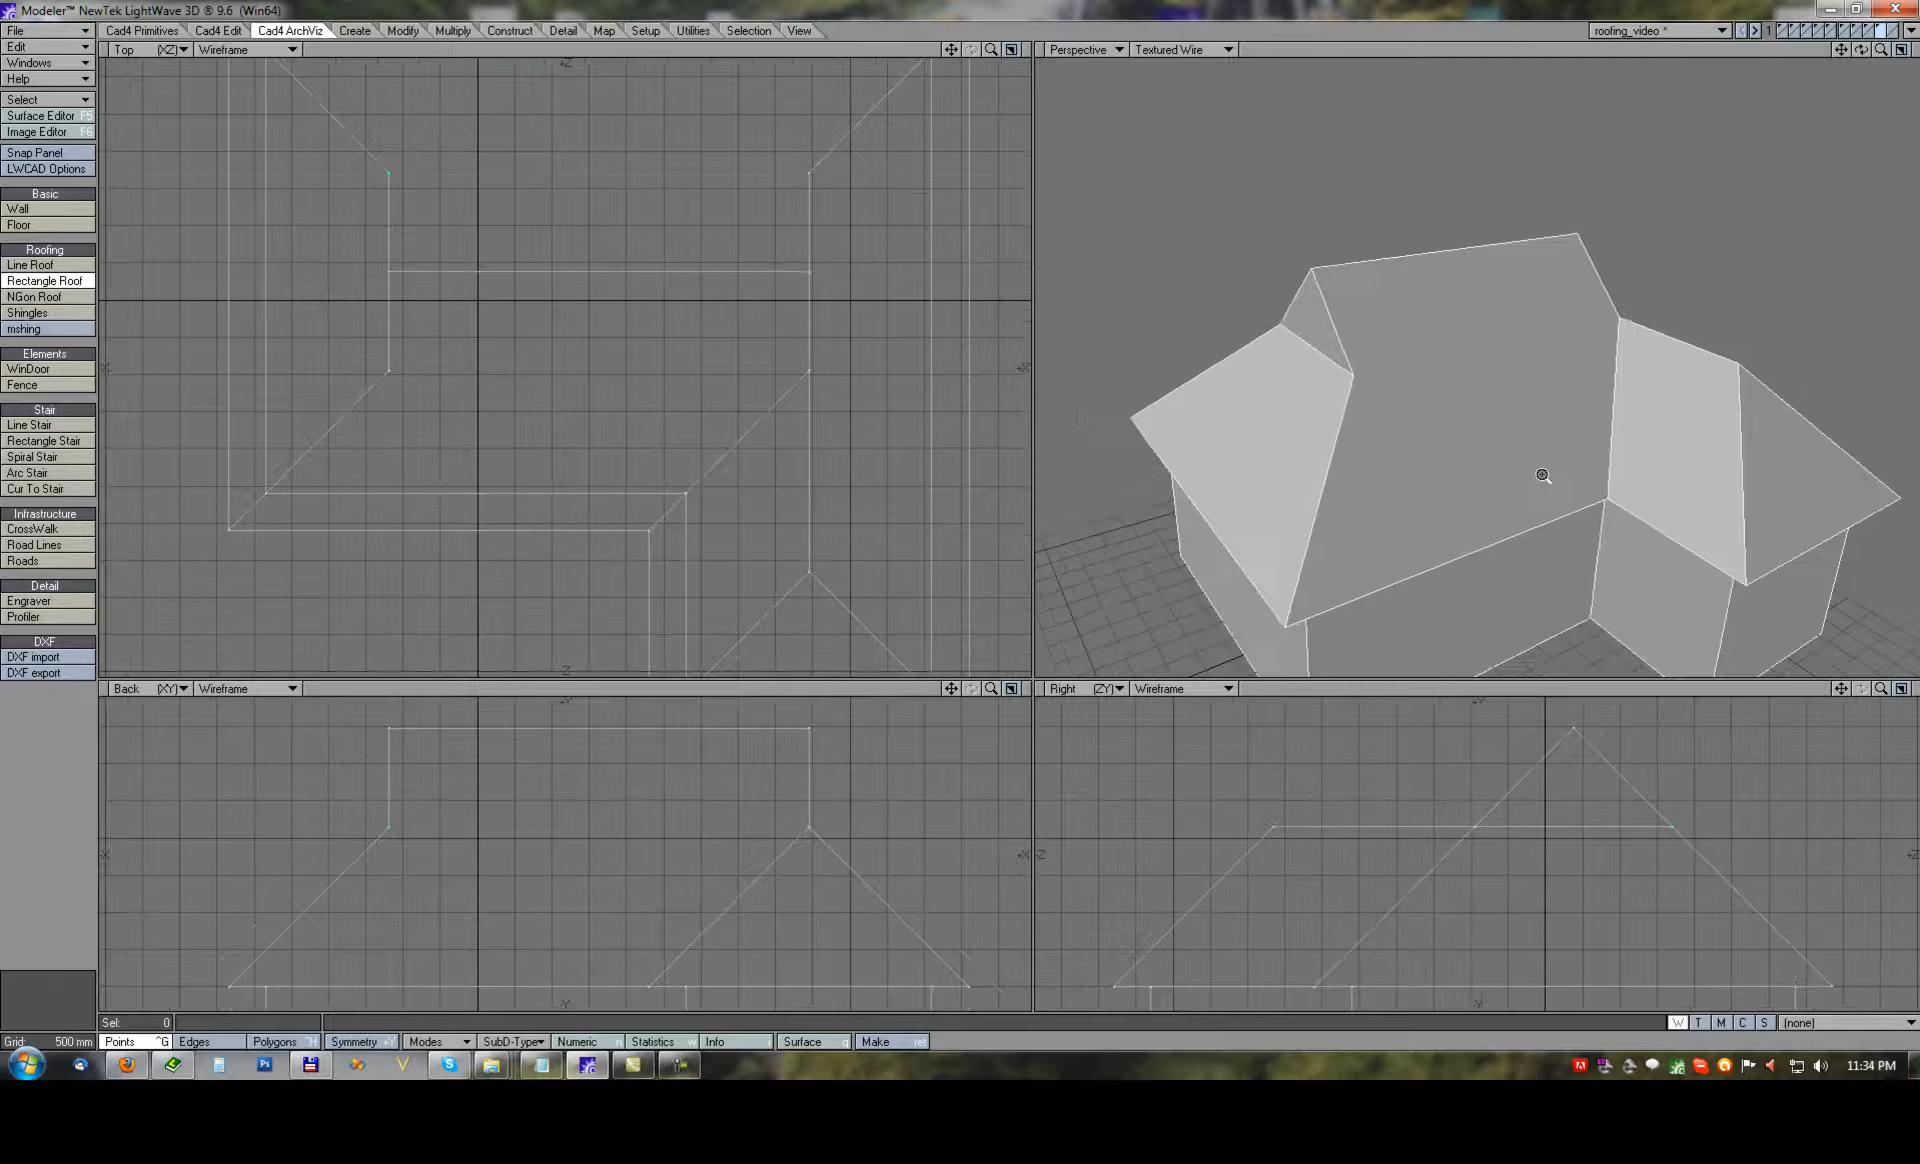 Modeler™ NewTek LightWave 3D ® 9.6 (Win64)
File
Edit
Windows
Help
Cad4 Primitives Cad4 Edit Cad4 ArchViz Create Modify Multiply Construct Detail Map Setup Utilities Selection View
roofing_video * 1
Top (XZ) Wireframe
Perspective Textured Wire
Select
Surface Editor F5
Image Editor F6
Snap Panel
LWCAD Options
Basic
Wall
Floor
Roofing
Line Roof
Rectangle Roof
NGon Roof
Shingles
mshing
Elements
WinDoor
Fence
Stair
Line Stair
Rectangle Stair
Spiral Stair
Arc Stair
Cur To Stair
Infrastructure
CrossWalk
Road Lines
Roads
Detail
Engraver
Profiler
DXF
DXF import
DXF export
Back (XY) Wireframe
Right (ZY) Wireframe
Sel: 0
W T M C S (none)
Grid: 500 mm Points ^G Edges Polygons ^H Symmetry +Y Modes SubD-Type Numeric n Statistics w Info i Surface q Make ret
11:34 PM